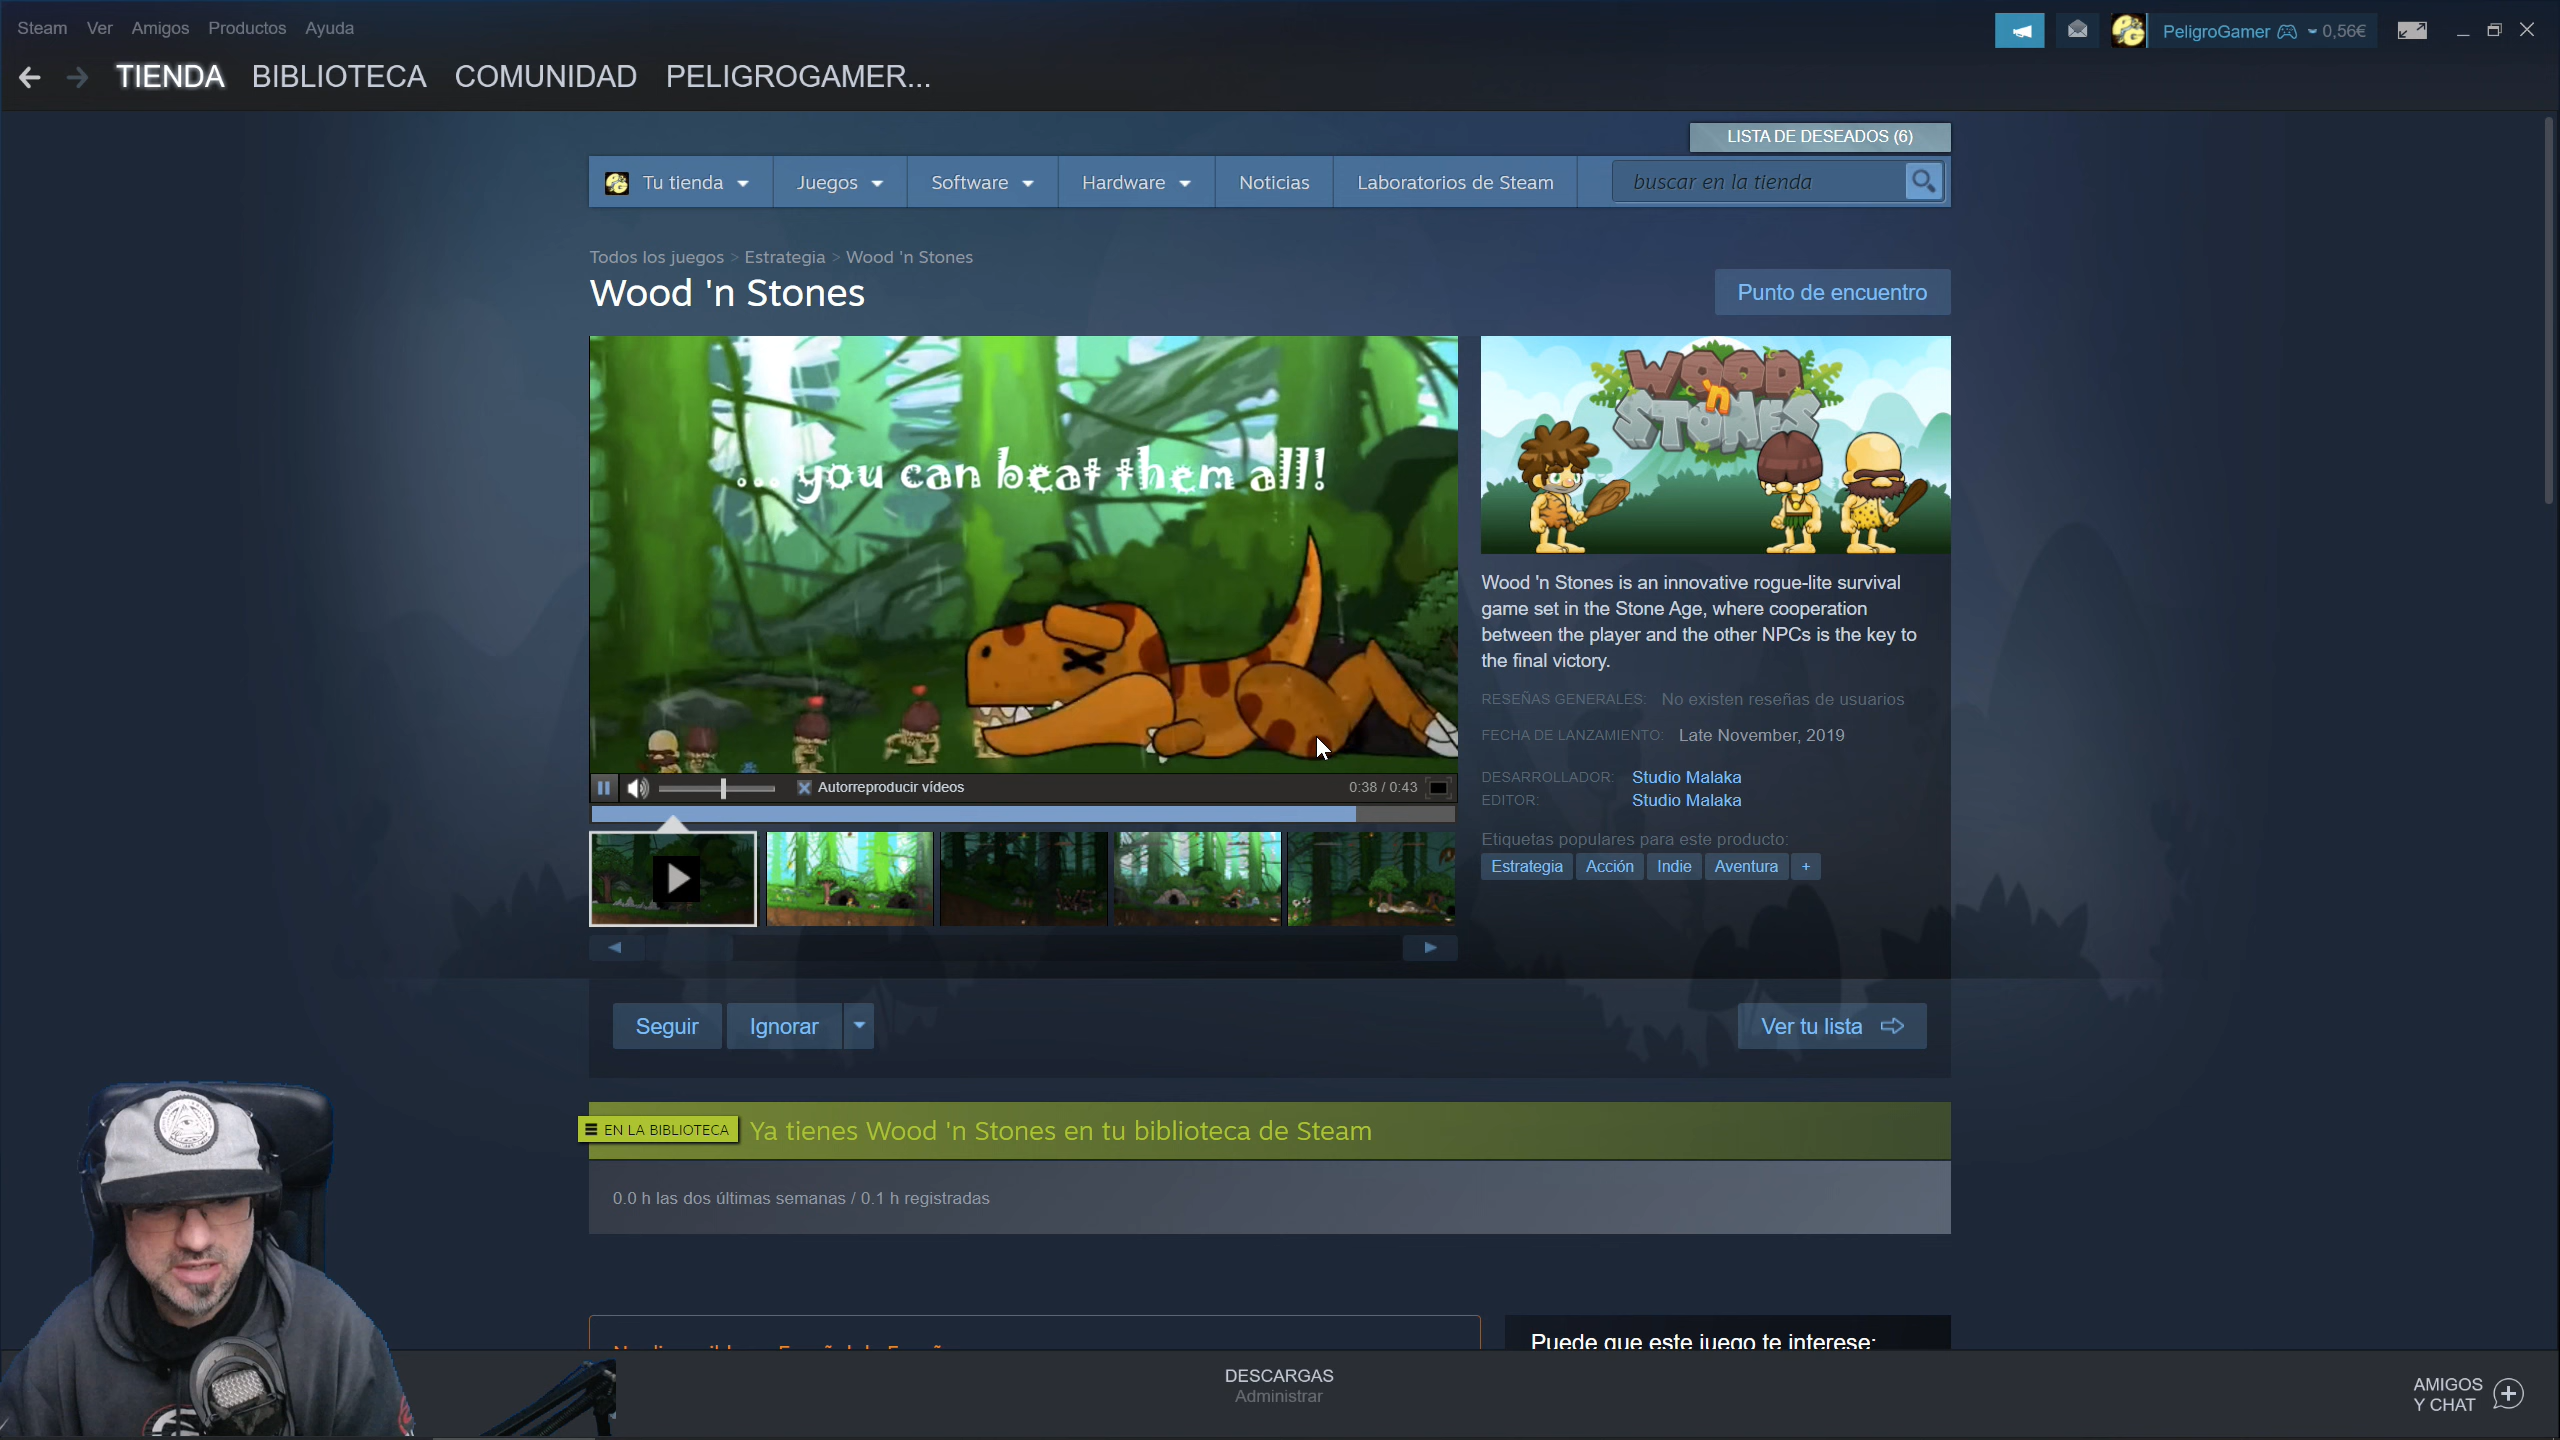 Steam Ver Amigos Productos Ayuda
PeligroGamer 0,56€
TIENDA BIBLIOTECA COMUNIDAD PELIGROGAMER...
LISTA DE DESEADOS (6)
Tu tienda Juegos Software Hardware Noticias Laboratorios de Steam buscar en la tienda
Todos los juegos > Estrategia > Wood 'n Stones
Wood 'n Stones
Punto de encuentro
... you can beat them all!
WOOD
'n
STONES
Wood 'n Stones is an innovative rogue-lite survival
game set in the Stone Age, where cooperation
between the player and the other NPCs is the key to
the final victory.
RESEÑAS GENERALES: No existen reseñas de usuarios
FECHA DE LANZAMIENTO: Late November, 2019
DESARROLLADOR: Studio Malaka
EDITOR: Studio Malaka
Etiquetas populares para este producto:
Estrategia Acción Indie Aventura +
Autorreproducir vídeos 0:38 / 0:43
Seguir Ignorar Ver tu lista
EN LA BIBLIOTECA Ya tienes Wood 'n Stones en tu biblioteca de Steam
0.0 h las dos últimas semanas / 0.1 h registradas
Puede que este juego te interese:
DESCARGAS
Administrar
AMIGOS
Y CHAT